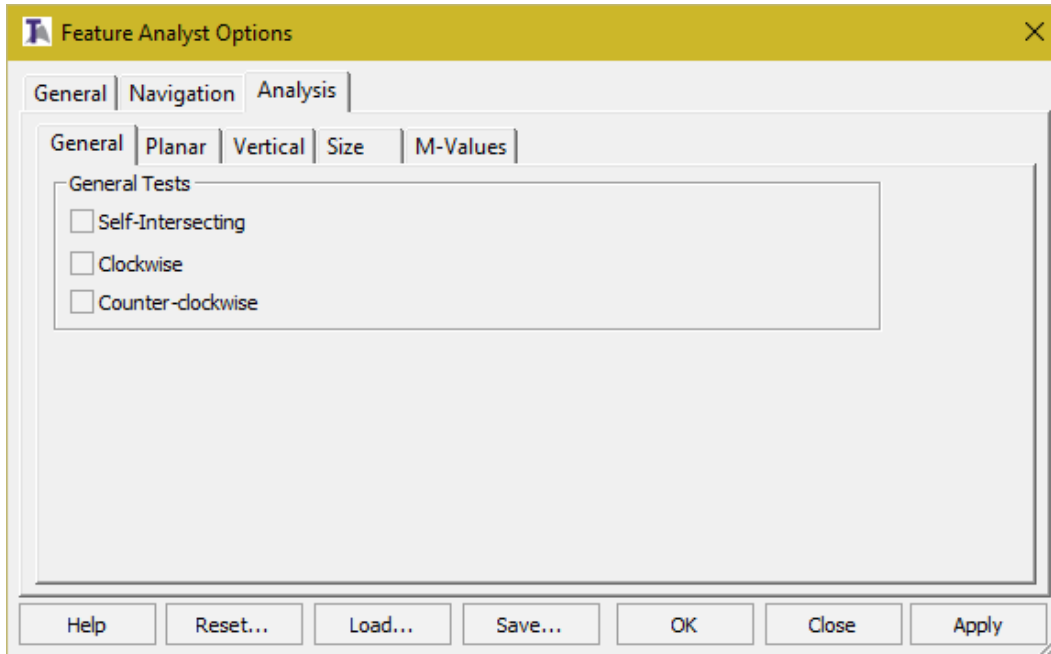 Feature Analyst Options
General Navigation Analysis
General Planar Vertical Size M-Values
General Tests
Self-Intersecting
Clockwise
Counter-clockwise
Help Reset... Load... Save... OK Close Apply